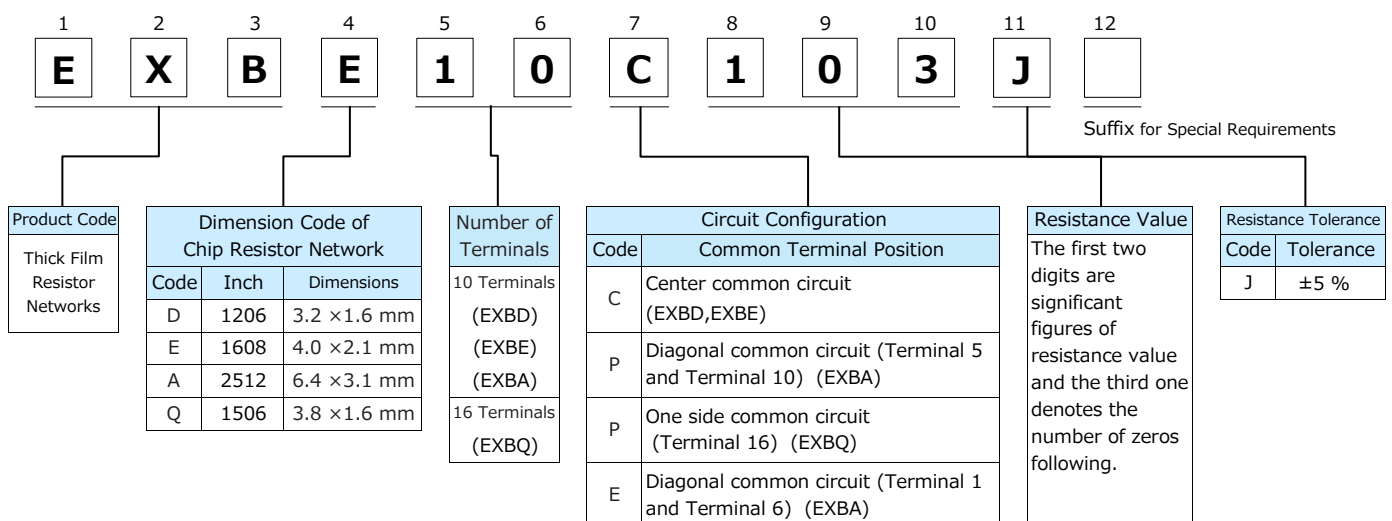 1 2 3 4 5 6 7 8 9 10 11 12
E X B E 1 0 C 1 0 3 J
Suffix for Special Requirements
Product Code
Thick Film
Resistor
Networks
Dimension Code of
Chip Resistor Network
Code Inch Dimensions
D 1206 3.2 ×1.6 mm
E 1608 4.0 ×2.1 mm
A 2512 6.4 ×3.1 mm
Q 1506 3.8 ×1.6 mm
Number of
Terminals
10 Terminals
(EXBD)
(EXBE)
(EXBA)
16 Terminals
(EXBQ)
Circuit Configuration
Code Common Terminal Position
C Center common circuit
(EXBD,EXBE)
P Diagonal common circuit (Terminal 5
and Terminal 10) (EXBA)
P One side common circuit
(Terminal 16) (EXBQ)
E Diagonal common circuit (Terminal 1
and Terminal 6) (EXBA)
Resistance Value
The first two
digits are
significant
figures of
resistance value
and the third one
denotes the
number of zeros
following.
Resistance Tolerance
Code Tolerance
J ±5 %